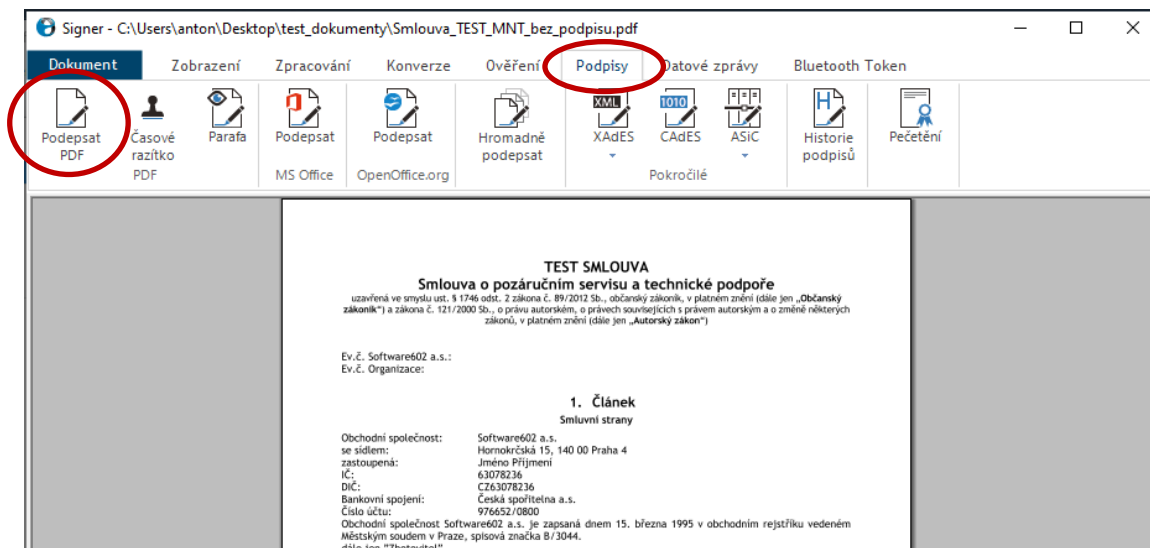 Signer - C:\Users\anton\Desktop\test_dokumenty\Smlouva_TEST_MNT_bez_podpisu.pdf
Dokument Zobrazení Zpracování Konverze Ověření Podpisy Datové zprávy Bluetooth Token
Podepsat PDF
Časové razítko
Parafa
PDF
Podepsat
MS Office
Podepsat
OpenOffice.org
Hromadně podepsat
XML
XAdES
1010
CAdES
ASiC
Pokročilé
Historie podpisů
Pečetění
TEST SMLOUVA
Smlouva o pozáručním servisu a technické podpoře
uzavřená ve smyslu ust. § 1746 odst. 2 zákona č. 89/2012 Sb., občanský zákoník, v platném znění (dále jen „Občanský
zákoník“) a zákona č. 121/2000 Sb., o právu autorském, o právech souvisejících s právem autorským a o změně některých
zákonů, v platném znění (dále jen „Autorský zákon“)
Ev.č. Software602 a.s.:
Ev.č. Organizace:
1. Článek
Smluvní strany
Obchodní společnost: Software602 a.s.
se sídlem: Hornokrčská 15, 140 00 Praha 4
zastoupená: Jméno Příjmení
IČ: 63078236
DIČ: CZ63078236
Bankovní spojení: Česká spořitelna a.s.
Číslo účtu: 976652/0800
Obchodní společnost Software602 a.s. je zapsaná dnem 15. března 1995 v obchodním rejstříku vedeném
Městským soudem v Praze, spisová značka B/3044.
dále jen "Zhotovitel"